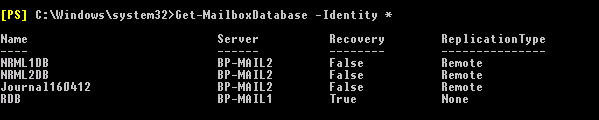 [PS] C:\Windows\system32>Get-MailboxDatabase -Identity *
Name Server Recovery ReplicationType
---- ------ -------- ---------------
NRML1DB BP-MAIL2 False Remote
NRML2DB BP-MAIL2 False Remote
Journal160412 BP-MAIL2 False Remote
RDB BP-MAIL1 True None